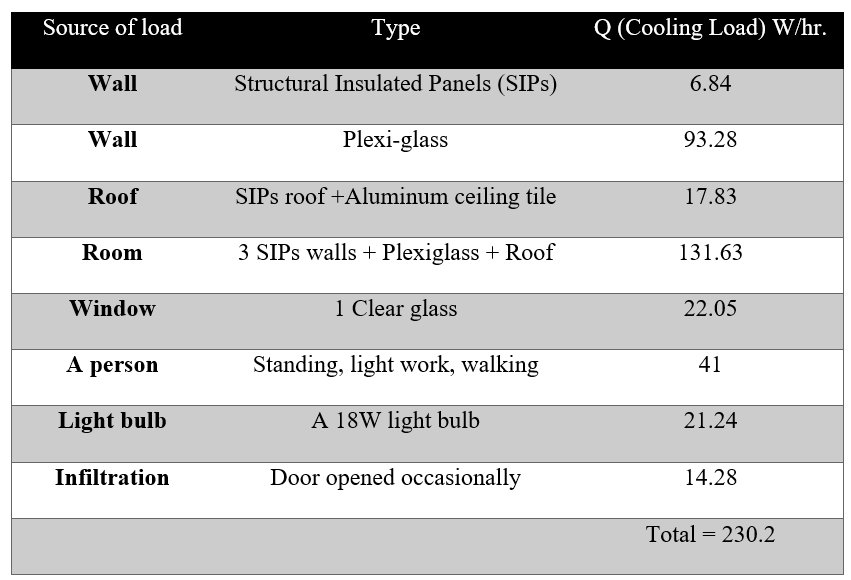 Source of load Type Q (Cooling Load) W/hr.
Wall Structural Insulated Panels (SIPs) 6.84
Wall Plexi-glass 93.28
Roof SIPs roof +Aluminum ceiling tile 17.83
Room 3 SIPs walls + Plexiglass + Roof 131.63
Window 1 Clear glass 22.05
A person Standing, light work, walking 41
Light bulb A 18W light bulb 21.24
Infiltration Door opened occasionally 14.28
Total = 230.2